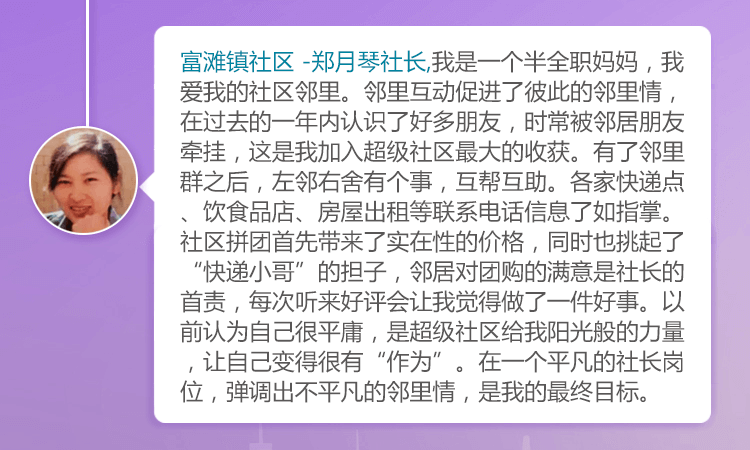 富滩镇社区 -郑月琴社长,我是一个半全职妈妈，我
爱我的社区邻里。邻里互动促进了彼此的邻里情，
在过去的一年内认识了好多朋友，时常被邻居朋友
牵挂，这是我加入超级社区最大的收获。有了邻里
群之后，左邻右舍有个事，互帮互助。各家快递点
、饮食品店、房屋出租等联系电话信息了如指掌。
社区拼团首先带来了实在性的价格，同时也挑起了
“快递小哥”的担子，邻居对团购的满意是社长的
首责，每次听来好评会让我觉得做了一件好事。以
前认为自己很平庸，是超级社区给我阳光般的力量
，让自己变得很有“作为”。在一个平凡的社长岗
位，弹调出不平凡的邻里情，是我的最终目标。